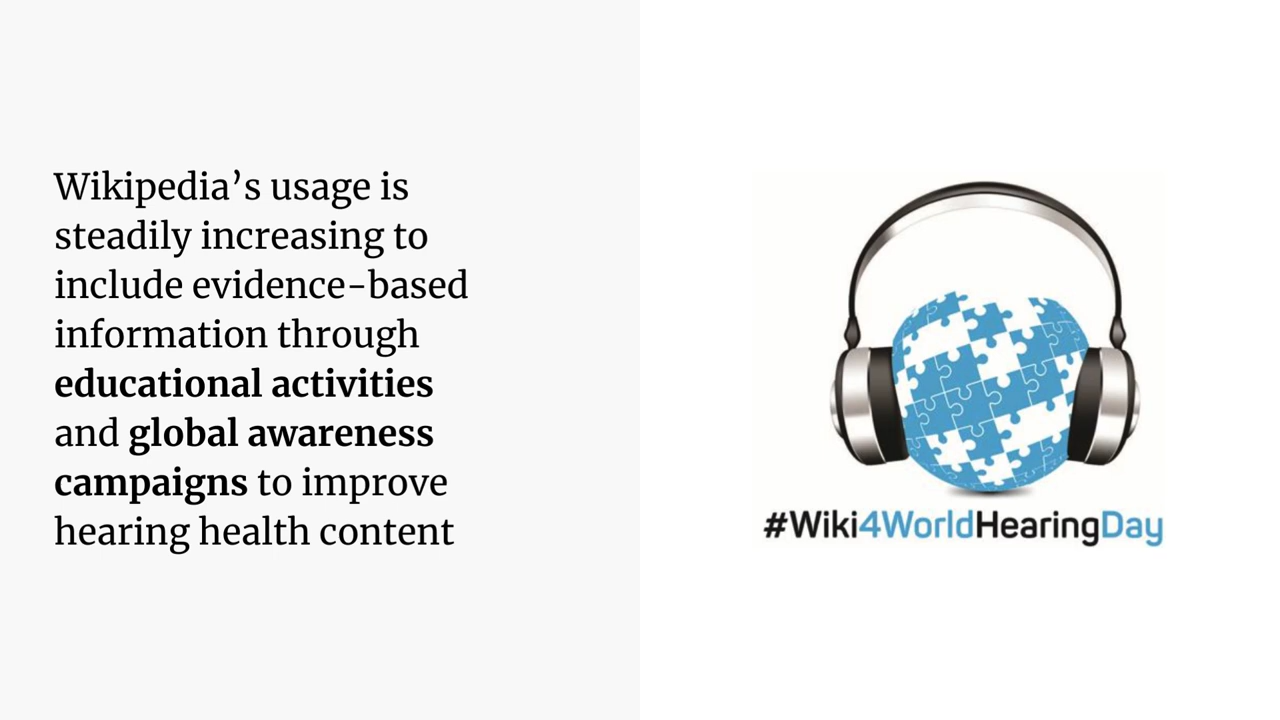 Wikipedia’s usage is
steadily increasing to
include evidence-based
information through
educational activities
and global awareness
campaigns to improve
hearing health content
#Wiki4WorldHearingDay